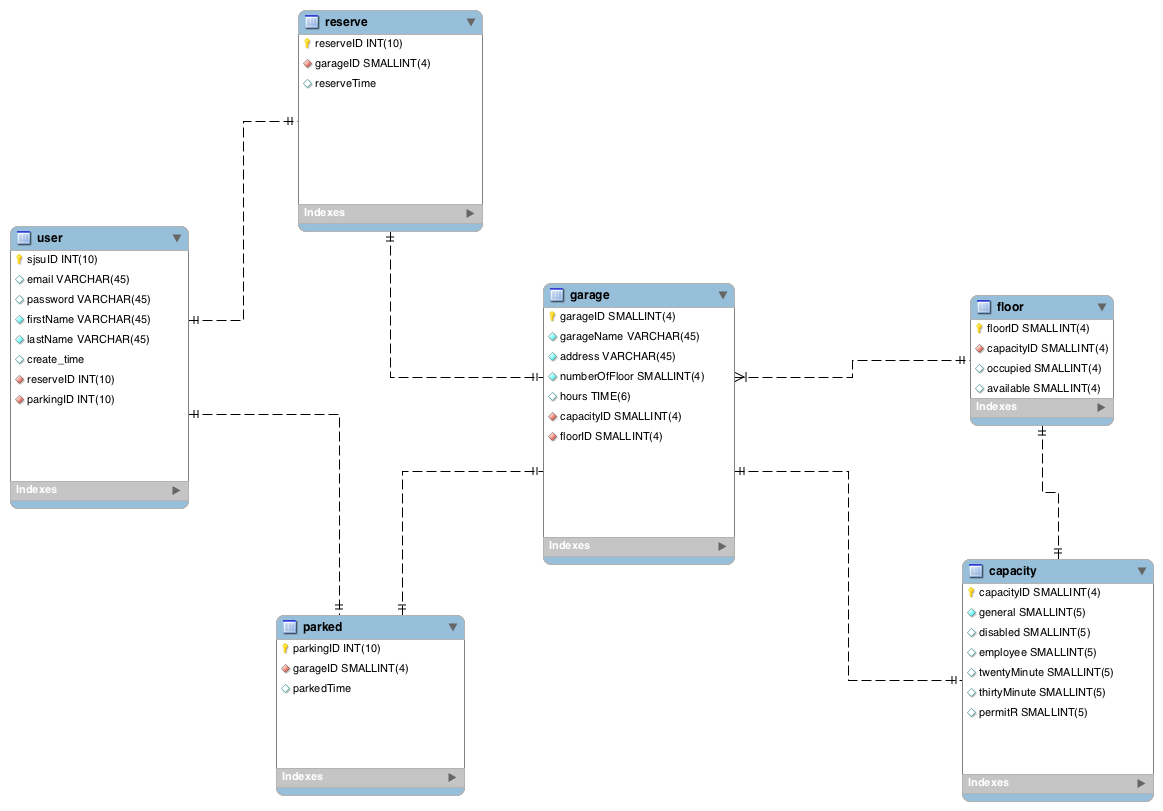 reserve
reserveID INT(10)
garageID SMALLINT(4)
reserveTime
Indexes
user
sjsuID INT(10)
email VARCHAR(45)
password VARCHAR(45)
firstName VARCHAR(45)
lastName VARCHAR(45)
create_time
reserveID INT(10)
parkingID INT(10)
Indexes
garage
garageID SMALLINT(4)
garageName VARCHAR(45)
address VARCHAR(45)
numberOfFloor SMALLINT(4)
hours TIME(6)
capacityID SMALLINT(4)
floorID SMALLINT(4)
Indexes
floor
floorID SMALLINT(4)
capacityID SMALLINT(4)
occupied SMALLINT(4)
available SMALLINT(4)
Indexes
parked
parkingID INT(10)
garageID SMALLINT(4)
parkedTime
Indexes
capacity
capacityID SMALLINT(4)
general SMALLINT(5)
disabled SMALLINT(5)
employee SMALLINT(5)
twentyMinute SMALLINT(5)
thirtyMinute SMALLINT(5)
permitR SMALLINT(5)
Indexes